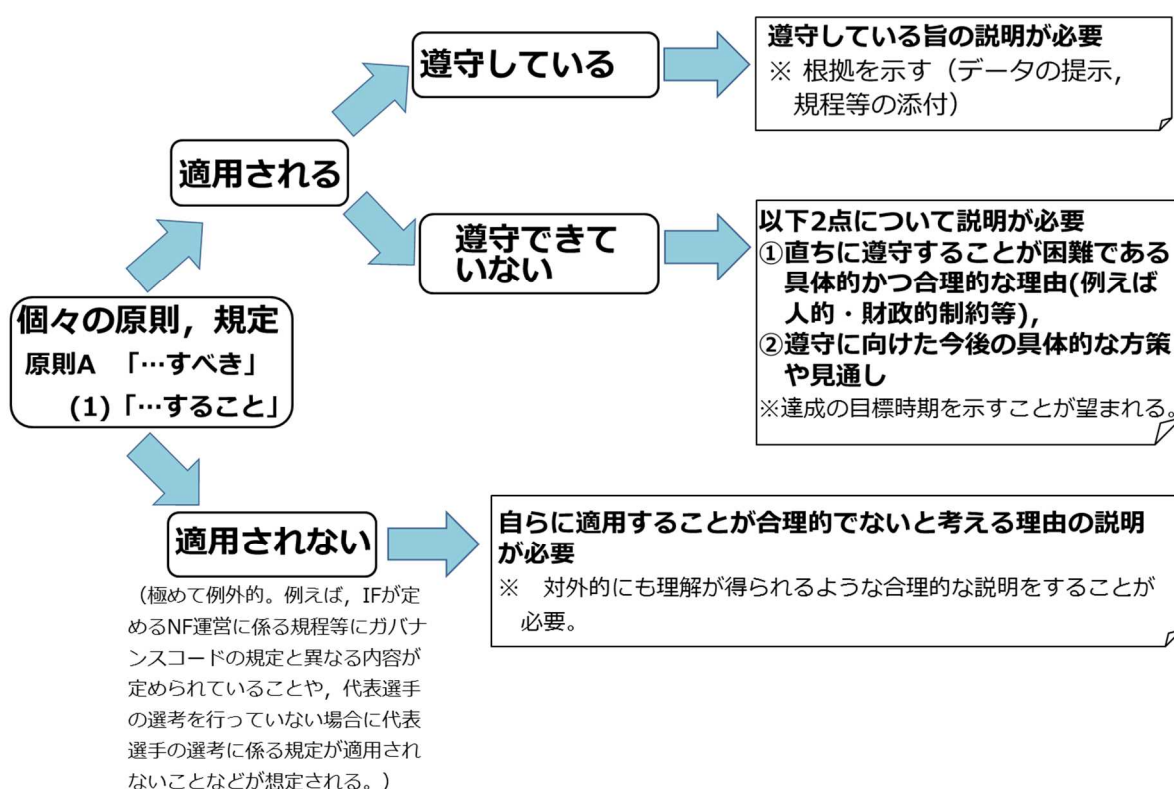 遵守している
遵守している旨の説明が必要
※ 根拠を示す（データの提示，
規程等の添付）
適用される
遵守できて
いない
以下2点について説明が必要
①直ちに遵守することが困難である
具体的かつ合理的な理由(例えば
人的・財政的制約等)，
②遵守に向けた今後の具体的な方策
や見通し
※達成の目標時期を示すことが望まれる。
個々の原則，規定
原則A 「…すべき」
(1)「…すること」
適用されない
（極めて例外的。例えば，IFが定
めるNF運営に係る規程等にガバナ
ンスコードの規定と異なる内容が
定められていることや，代表選手
の選考を行っていない場合に代表
選手の選考に係る規定が適用され
ないことなどが想定される。）
自らに適用することが合理的でないと考える理由の説明
が必要
※ 対外的にも理解が得られるような合理的な説明をすることが
必要。